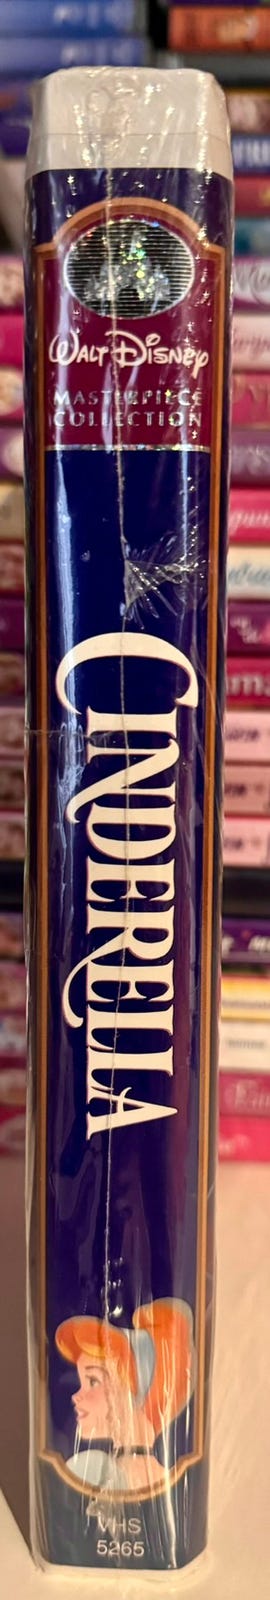 WALT DISNEY
MASTERPIECE
COLLECTION
CINDERELLA
VHS
5265